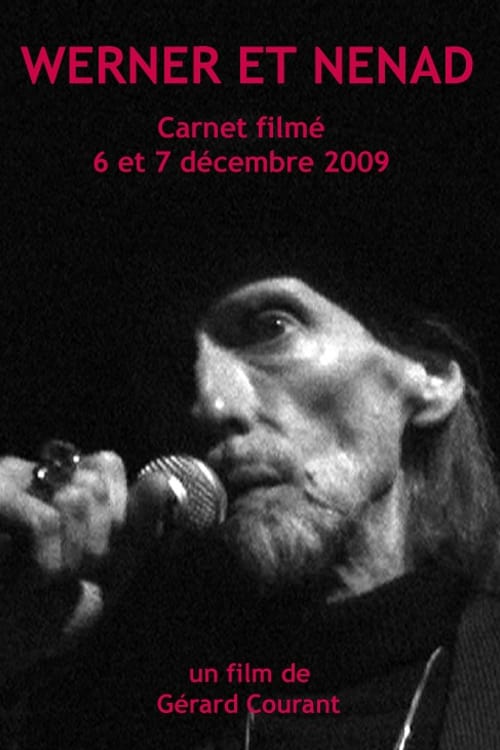 WERNER ET NENAD
Carnet filmé
6 et 7 décembre 2009
un film de
Gérard Courant